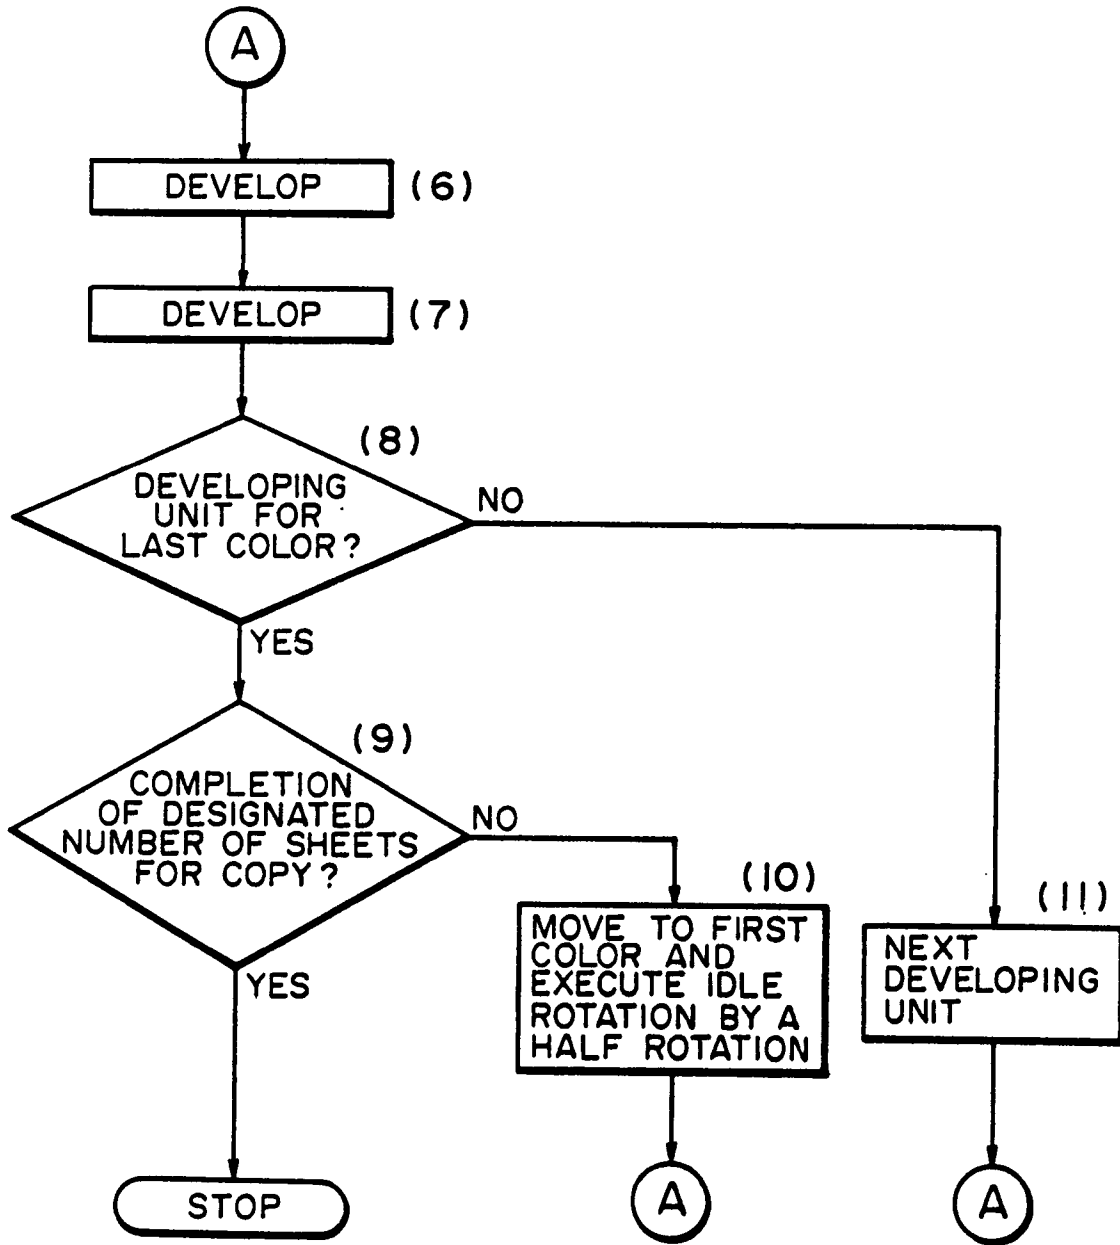 A
DEVELOP
(6)
DEVELOP
(7)
(8)
DEVELOPING
UNIT FOR
LAST COLOR?
NO
YES
(9)
COMPLETION
OF DESIGNATED
NUMBER OF SHEETS
FOR COPY?
NO
YES
(10)
MOVE TO FIRST
COLOR AND
EXECUTE IDLE
ROTATION BY A
HALF ROTATION
(11)
NEXT
DEVELOPING
UNIT
STOP
A
A